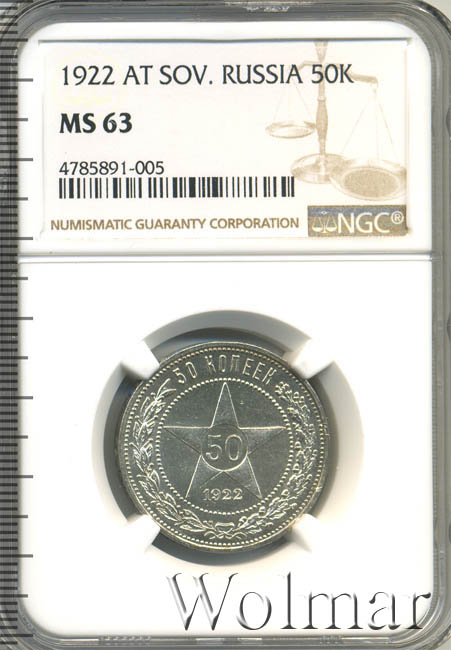 1922 AT SOV. RUSSIA 50K
MS 63
4785891-005
NUMISMATIC GUARANTY CORPORATION
NGC®
50 КОПЕЕК
50
1922
Wolmar